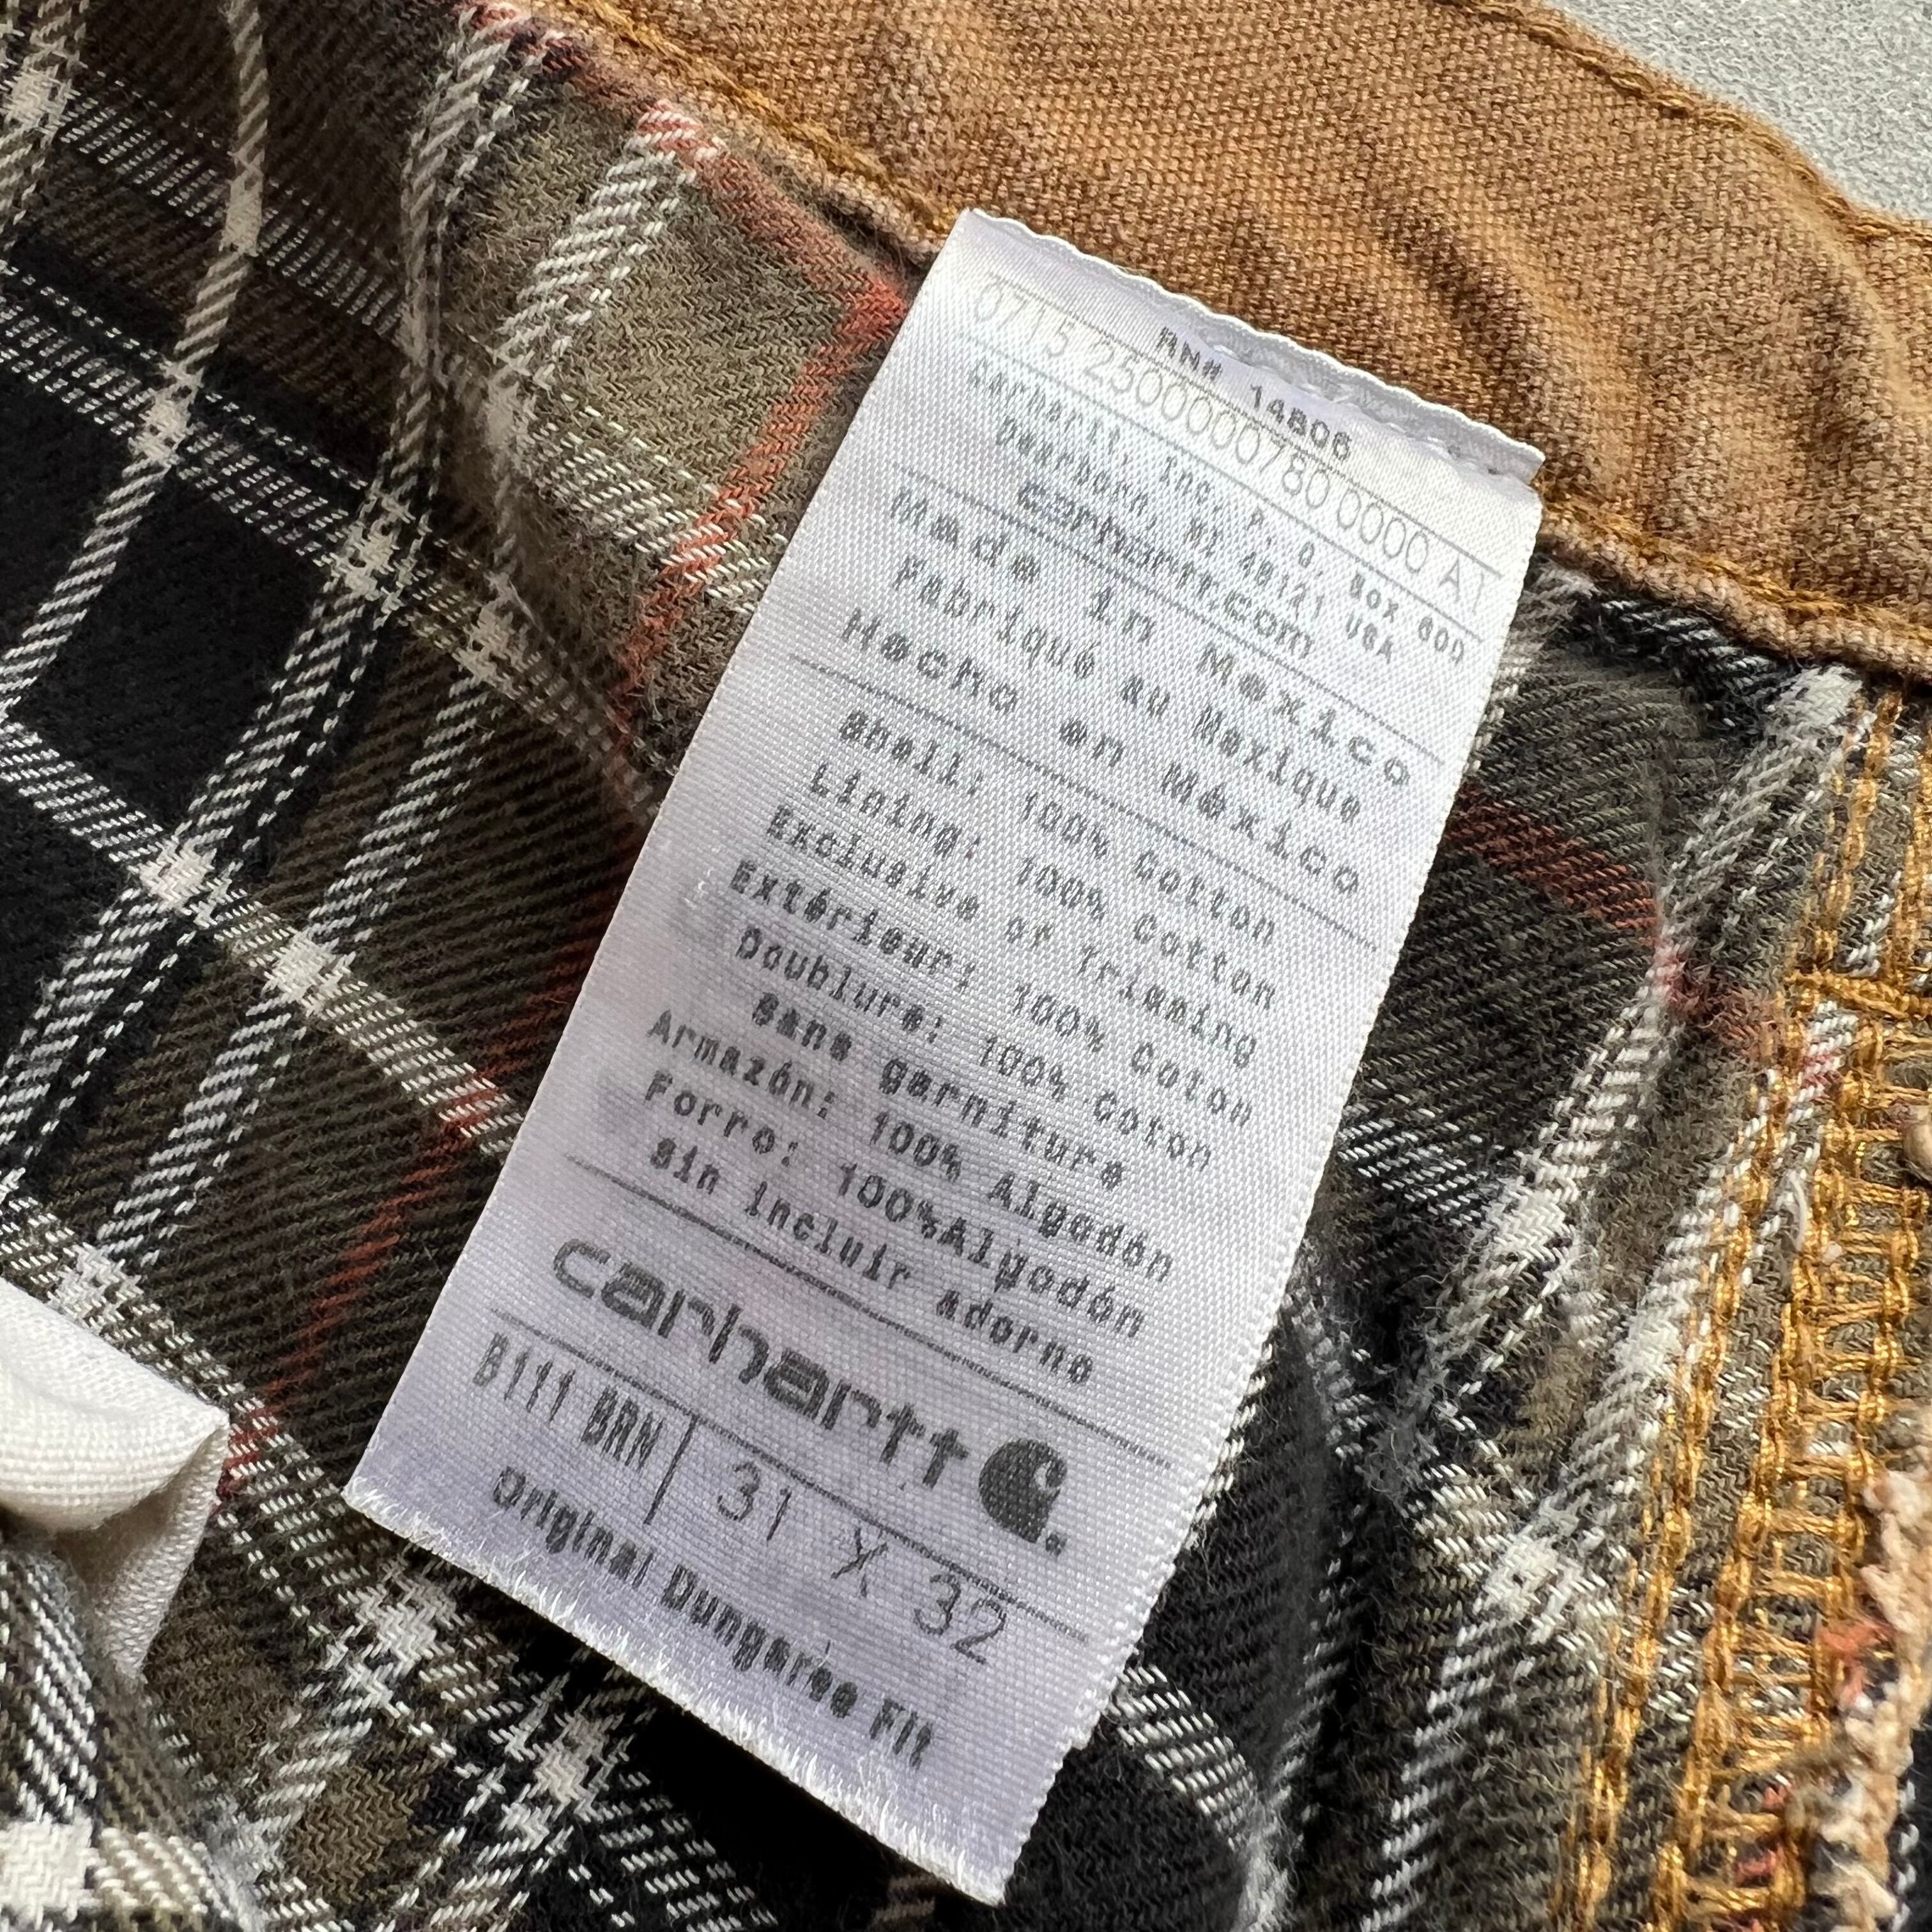 RN# 14806
0715 2500000780 0000 A1
Carhartt, Inc. P. O. Box 600
Dearborn, MI 48121 USA
carhartt.com
Made in Mexico
Fabriqué au Mexique
Hecho en México
Shell: 100% Cotton
Lining: 100% Cotton
Exclusive of Trimming
Extérieur: 100% Coton
Doublure: 100% Coton
Sans garniture
Armazón: 100% Algodón
Forro: 100%Algodón
sin incluir adorno
carhartt
B111 BRN | 31 X 32
Original Dungaree Fit